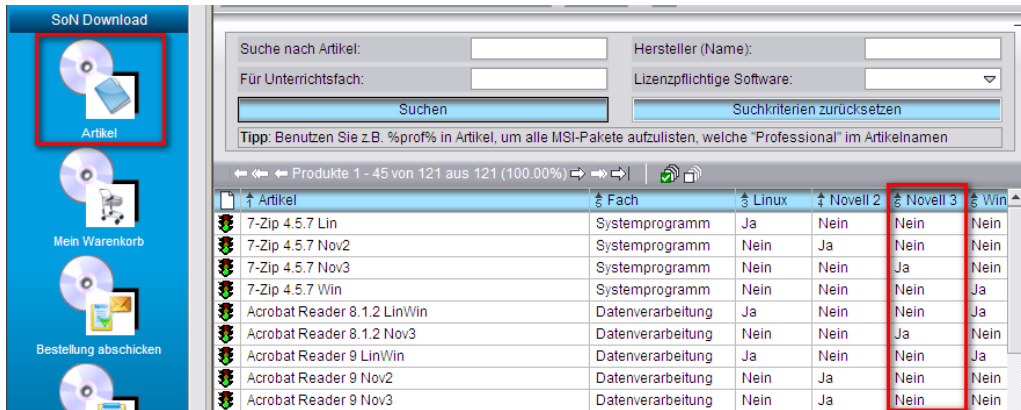 SoN Download
Artikel
Mein Warenkorb
Bestellung abschicken
Suche nach Artikel:
Hersteller (Name):
Für Unterrichtsfach:
Lizenzpflichtige Software:
Suchen
Suchkriterien zurücksetzen
Tipp: Benutzen Sie z.B. %prof% in Artikel, um alle MSI-Pakete aufzulisten, welche "Professional" im Artikelnamen
Produkte 1 - 45 von 121 aus 121 (100.00%)
1 Artikel 5 Fach 3 Linux 4 Novell 2 5 Novell 3 6 Win
7-Zip 4.5.7 Lin Systemprogramm Ja Nein Nein Nein
7-Zip 4.5.7 Nov2 Systemprogramm Nein Ja Nein Nein
7-Zip 4.5.7 Nov3 Systemprogramm Nein Nein Ja Nein
7-Zip 4.5.7 Win Systemprogramm Nein Nein Nein Ja
Acrobat Reader 8.1.2 LinWin Datenverarbeitung Ja Nein Nein Ja
Acrobat Reader 8.1.2 Nov3 Datenverarbeitung Nein Nein Ja Nein
Acrobat Reader 9 LinWin Datenverarbeitung Ja Nein Nein Ja
Acrobat Reader 9 Nov2 Datenverarbeitung Nein Ja Nein Nein
Acrobat Reader 9 Nov3 Datenverarbeitung Nein Ja Nein Nein